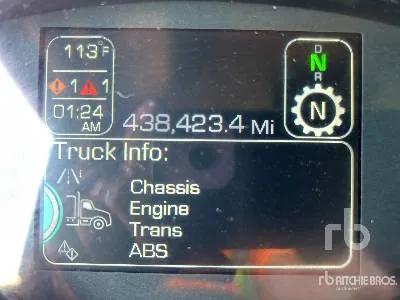 113°F
1 1
01:24
AM
438,423.4 Mi
D
N
R
N
Truck Info:
Chassis
Engine
Trans
ABS
rb
rb RITCHIE BROS.